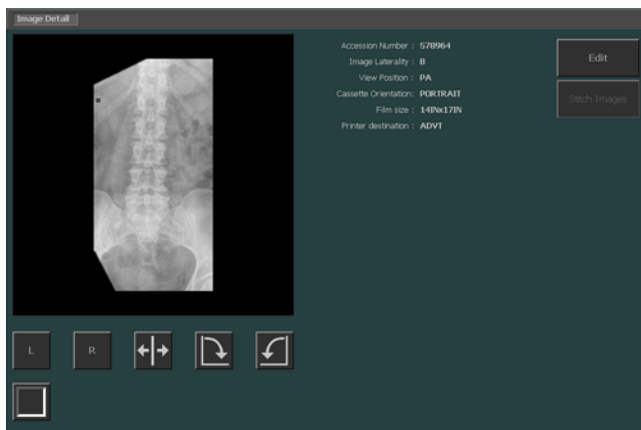 Image Detail
Accession Number : 578964
Image Laterality : B
View Position : PA
Cassette Orientation: PORTRAIT
Film size : 14INx17IN
Printer destination : ADVT
Edit
Stitch Images
L
R